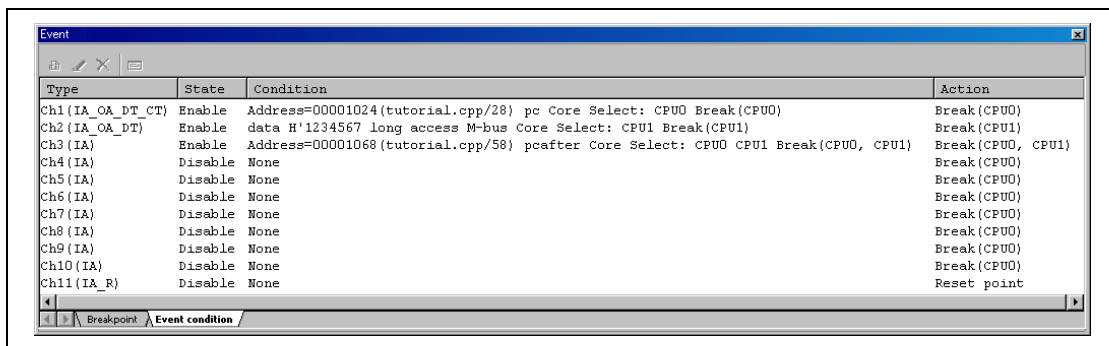 Event
Type State Condition Action
Ch1(IA_OA_DT_CT) Enable Address=00001024(tutorial.cpp/28) pc Core Select: CPU0 Break(CPU0) Break(CPU0)
Ch2(IA_OA_DT) Enable data H'1234567 long access M-bus Core Select: CPU1 Break(CPU1) Break(CPU1)
Ch3(IA) Enable Address=00001068(tutorial.cpp/58) pcafter Core Select: CPU0 CPU1 Break(CPU0, CPU1) Break(CPU0, CPU1)
Ch4(IA) Disable None Break(CPU0)
Ch5(IA) Disable None Break(CPU0)
Ch6(IA) Disable None Break(CPU0)
Ch7(IA) Disable None Break(CPU0)
Ch8(IA) Disable None Break(CPU0)
Ch9(IA) Disable None Break(CPU0)
Ch10(IA) Disable None Break(CPU0)
Ch11(IA_R) Disable None Reset point
Breakpoint Event condition